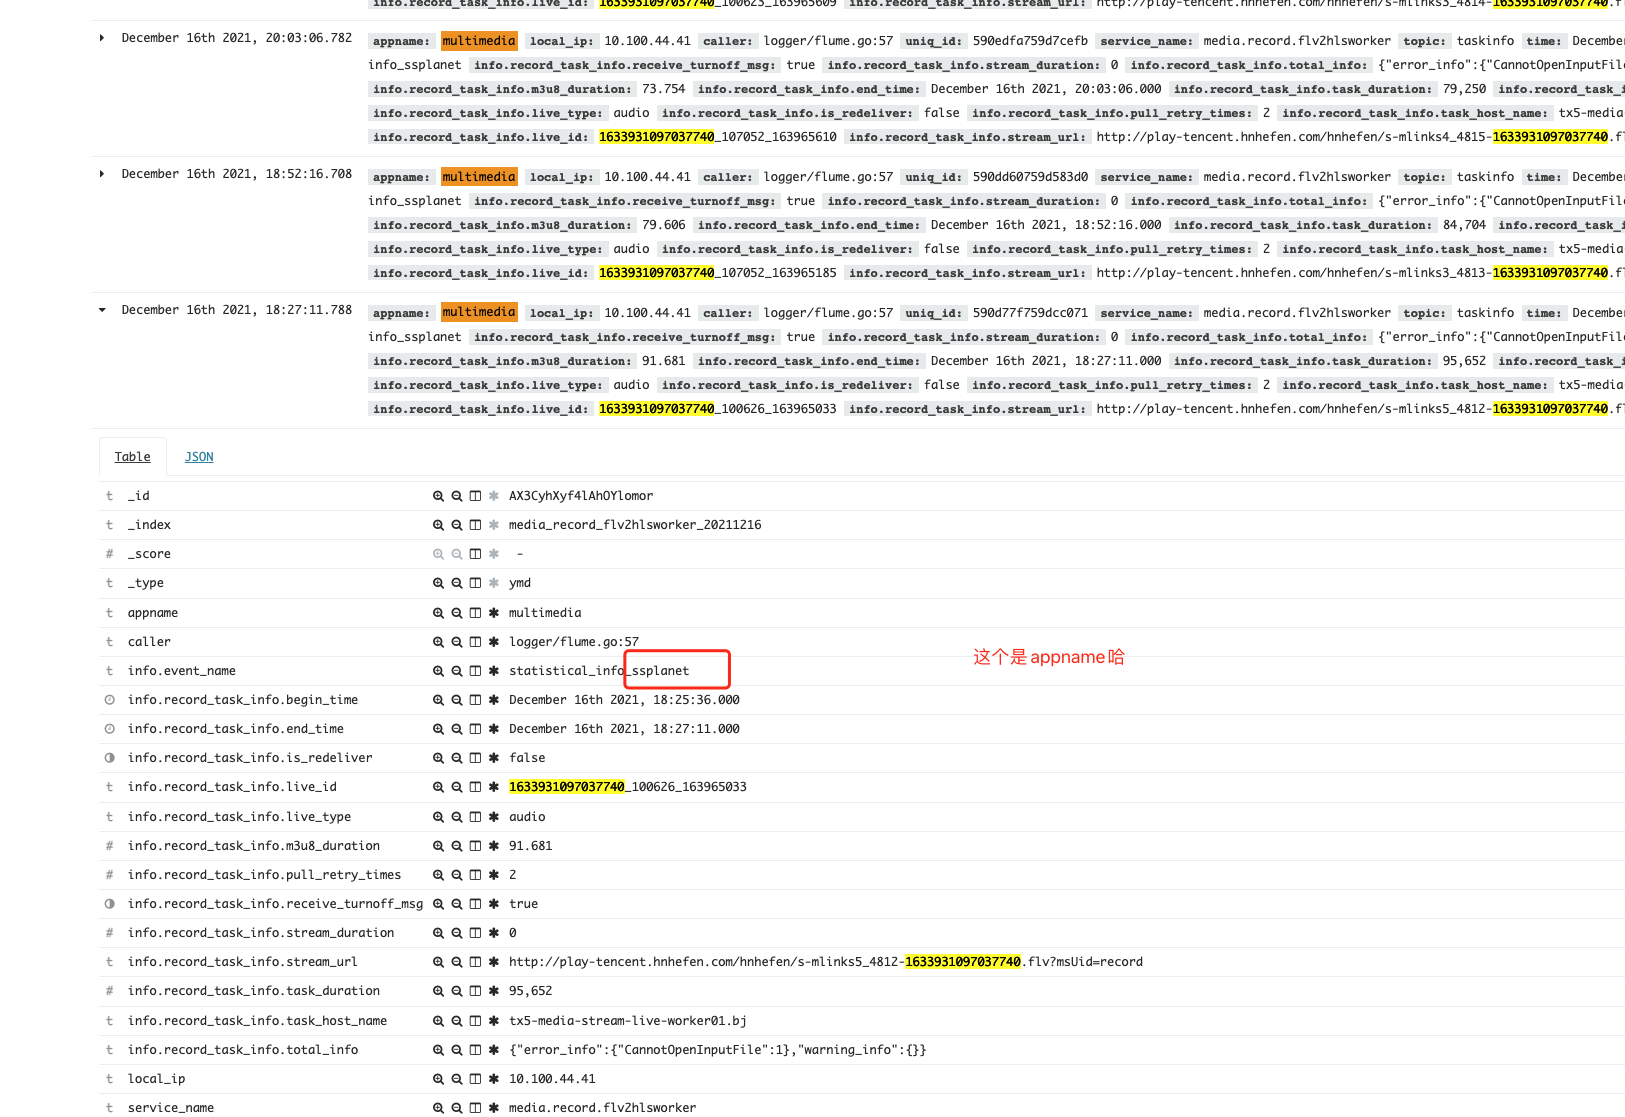 info.record_task_info.live_id: 1633931097037740_100623_163965609 info.record_task_info.stream_url: http://play-tencent.hnhefen.com/hnhefen/s-mlinks3_4814-1633931097037740.fl
December 16th 2021, 20:03:06.782 appname: multimedia local_ip: 10.100.44.41 caller: logger/flume.go:57 uniq_id: 590edfa759d7cefb service_name: media.record.flv2hlsworker topic: taskinfo time: Decembe
info_ssplanet info.record_task_info.receive_turnoff_msg: true info.record_task_info.stream_duration: 0 info.record_task_info.total_info: {"error_info":{"CannotOpenInputFile
info.record_task_info.m3u8_duration: 73.754 info.record_task_info.end_time: December 16th 2021, 20:03:06.000 info.record_task_info.task_duration: 79,250 info.record_task_i
info.record_task_info.live_type: audio info.record_task_info.is_redeliver: false info.record_task_info.pull_retry_times: 2 info.record_task_info.task_host_name: tx5-media-
info.record_task_info.live_id: 1633931097037740_107052_163965610 info.record_task_info.stream_url: http://play-tencent.hnhefen.com/hnhefen/s-mlinks4_4815-1633931097037740.fl
December 16th 2021, 18:52:16.708 appname: multimedia local_ip: 10.100.44.41 caller: logger/flume.go:57 uniq_id: 590dd60759d583d0 service_name: media.record.flv2hlsworker topic: taskinfo time: Decembe
info_ssplanet info.record_task_info.receive_turnoff_msg: true info.record_task_info.stream_duration: 0 info.record_task_info.total_info: {"error_info":{"CannotOpenInputFile
info.record_task_info.m3u8_duration: 79.606 info.record_task_info.end_time: December 16th 2021, 18:52:16.000 info.record_task_info.task_duration: 84,704 info.record_task_i
info.record_task_info.live_type: audio info.record_task_info.is_redeliver: false info.record_task_info.pull_retry_times: 2 info.record_task_info.task_host_name: tx5-media-
info.record_task_info.live_id: 1633931097037740_107052_163965185 info.record_task_info.stream_url: http://play-tencent.hnhefen.com/hnhefen/s-mlinks3_4813-1633931097037740.fl
December 16th 2021, 18:27:11.788 appname: multimedia local_ip: 10.100.44.41 caller: logger/flume.go:57 uniq_id: 590d77f759dcc071 service_name: media.record.flv2hlsworker topic: taskinfo time: Decembe
info_ssplanet info.record_task_info.receive_turnoff_msg: true info.record_task_info.stream_duration: 0 info.record_task_info.total_info: {"error_info":{"CannotOpenInputFile
info.record_task_info.m3u8_duration: 91.681 info.record_task_info.end_time: December 16th 2021, 18:27:11.000 info.record_task_info.task_duration: 95,652 info.record_task_i
info.record_task_info.live_type: audio info.record_task_info.is_redeliver: false info.record_task_info.pull_retry_times: 2 info.record_task_info.task_host_name: tx5-media-
info.record_task_info.live_id: 1633931097037740_100626_163965033 info.record_task_info.stream_url: http://play-tencent.hnhefen.com/hnhefen/s-mlinks5_4812-1633931097037740.fl
Table JSON
t _id AX3CyhXyf4lAhOYlomor
t _index media_record_flv2hlsworker_20211216
# _score -
t _type ymd
t appname multimedia
t caller logger/flume.go:57
这个是appname哈
t info.event_name statistical_info_ssplanet
info.record_task_info.begin_time December 16th 2021, 18:25:36.000
info.record_task_info.end_time December 16th 2021, 18:27:11.000
info.record_task_info.is_redeliver false
t info.record_task_info.live_id 1633931097037740_100626_163965033
t info.record_task_info.live_type audio
# info.record_task_info.m3u8_duration 91.681
# info.record_task_info.pull_retry_times 2
info.record_task_info.receive_turnoff_msg true
# info.record_task_info.stream_duration 0
t info.record_task_info.stream_url http://play-tencent.hnhefen.com/hnhefen/s-mlinks5_4812-1633931097037740.flv?msUid=record
# info.record_task_info.task_duration 95,652
t info.record_task_info.task_host_name tx5-media-stream-live-worker01.bj
t info.record_task_info.total_info {"error_info":{"CannotOpenInputFile":1},"warning_info":{}}
t local_ip 10.100.44.41
t service_name media.record.flv2hlsworker